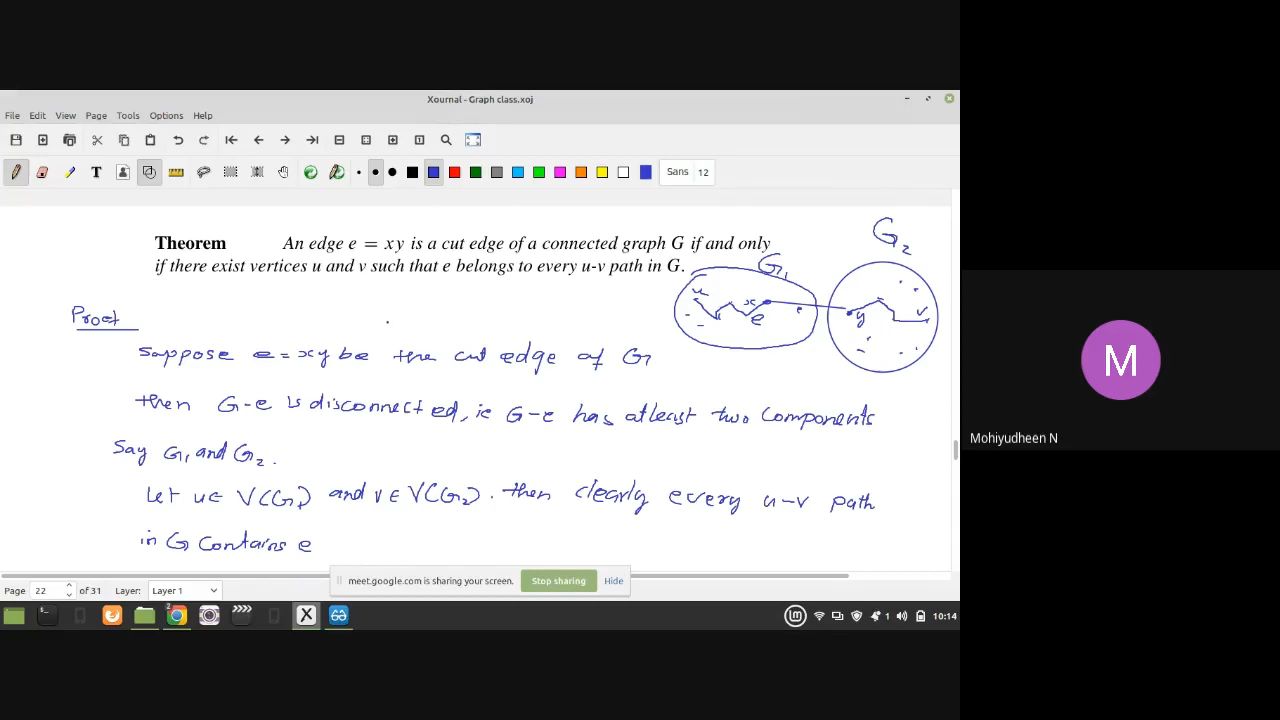 Xournal - Graph class.xoj
File Edit View Page Tools Options Help
Sans 12
Theorem An edge e = xy is a cut edge of a connected graph G if and only
if there exist vertices u and v such that e belongs to every u-v path in G.
G1
G2
u x e e
y v
Proof
Suppose e = xy be the cut edge of G
then G-e is disconnected, ie G-e has atleast two components
Say G1 and G2.
Let u ∈ V(G1) and v ∈ V(G2). then clearly every u-v path
in G contains e
M
Mohiyudheen N
meet.google.com is sharing your screen. Stop sharing Hide
Page 22 of 31 Layer: Layer 1
1 10:14